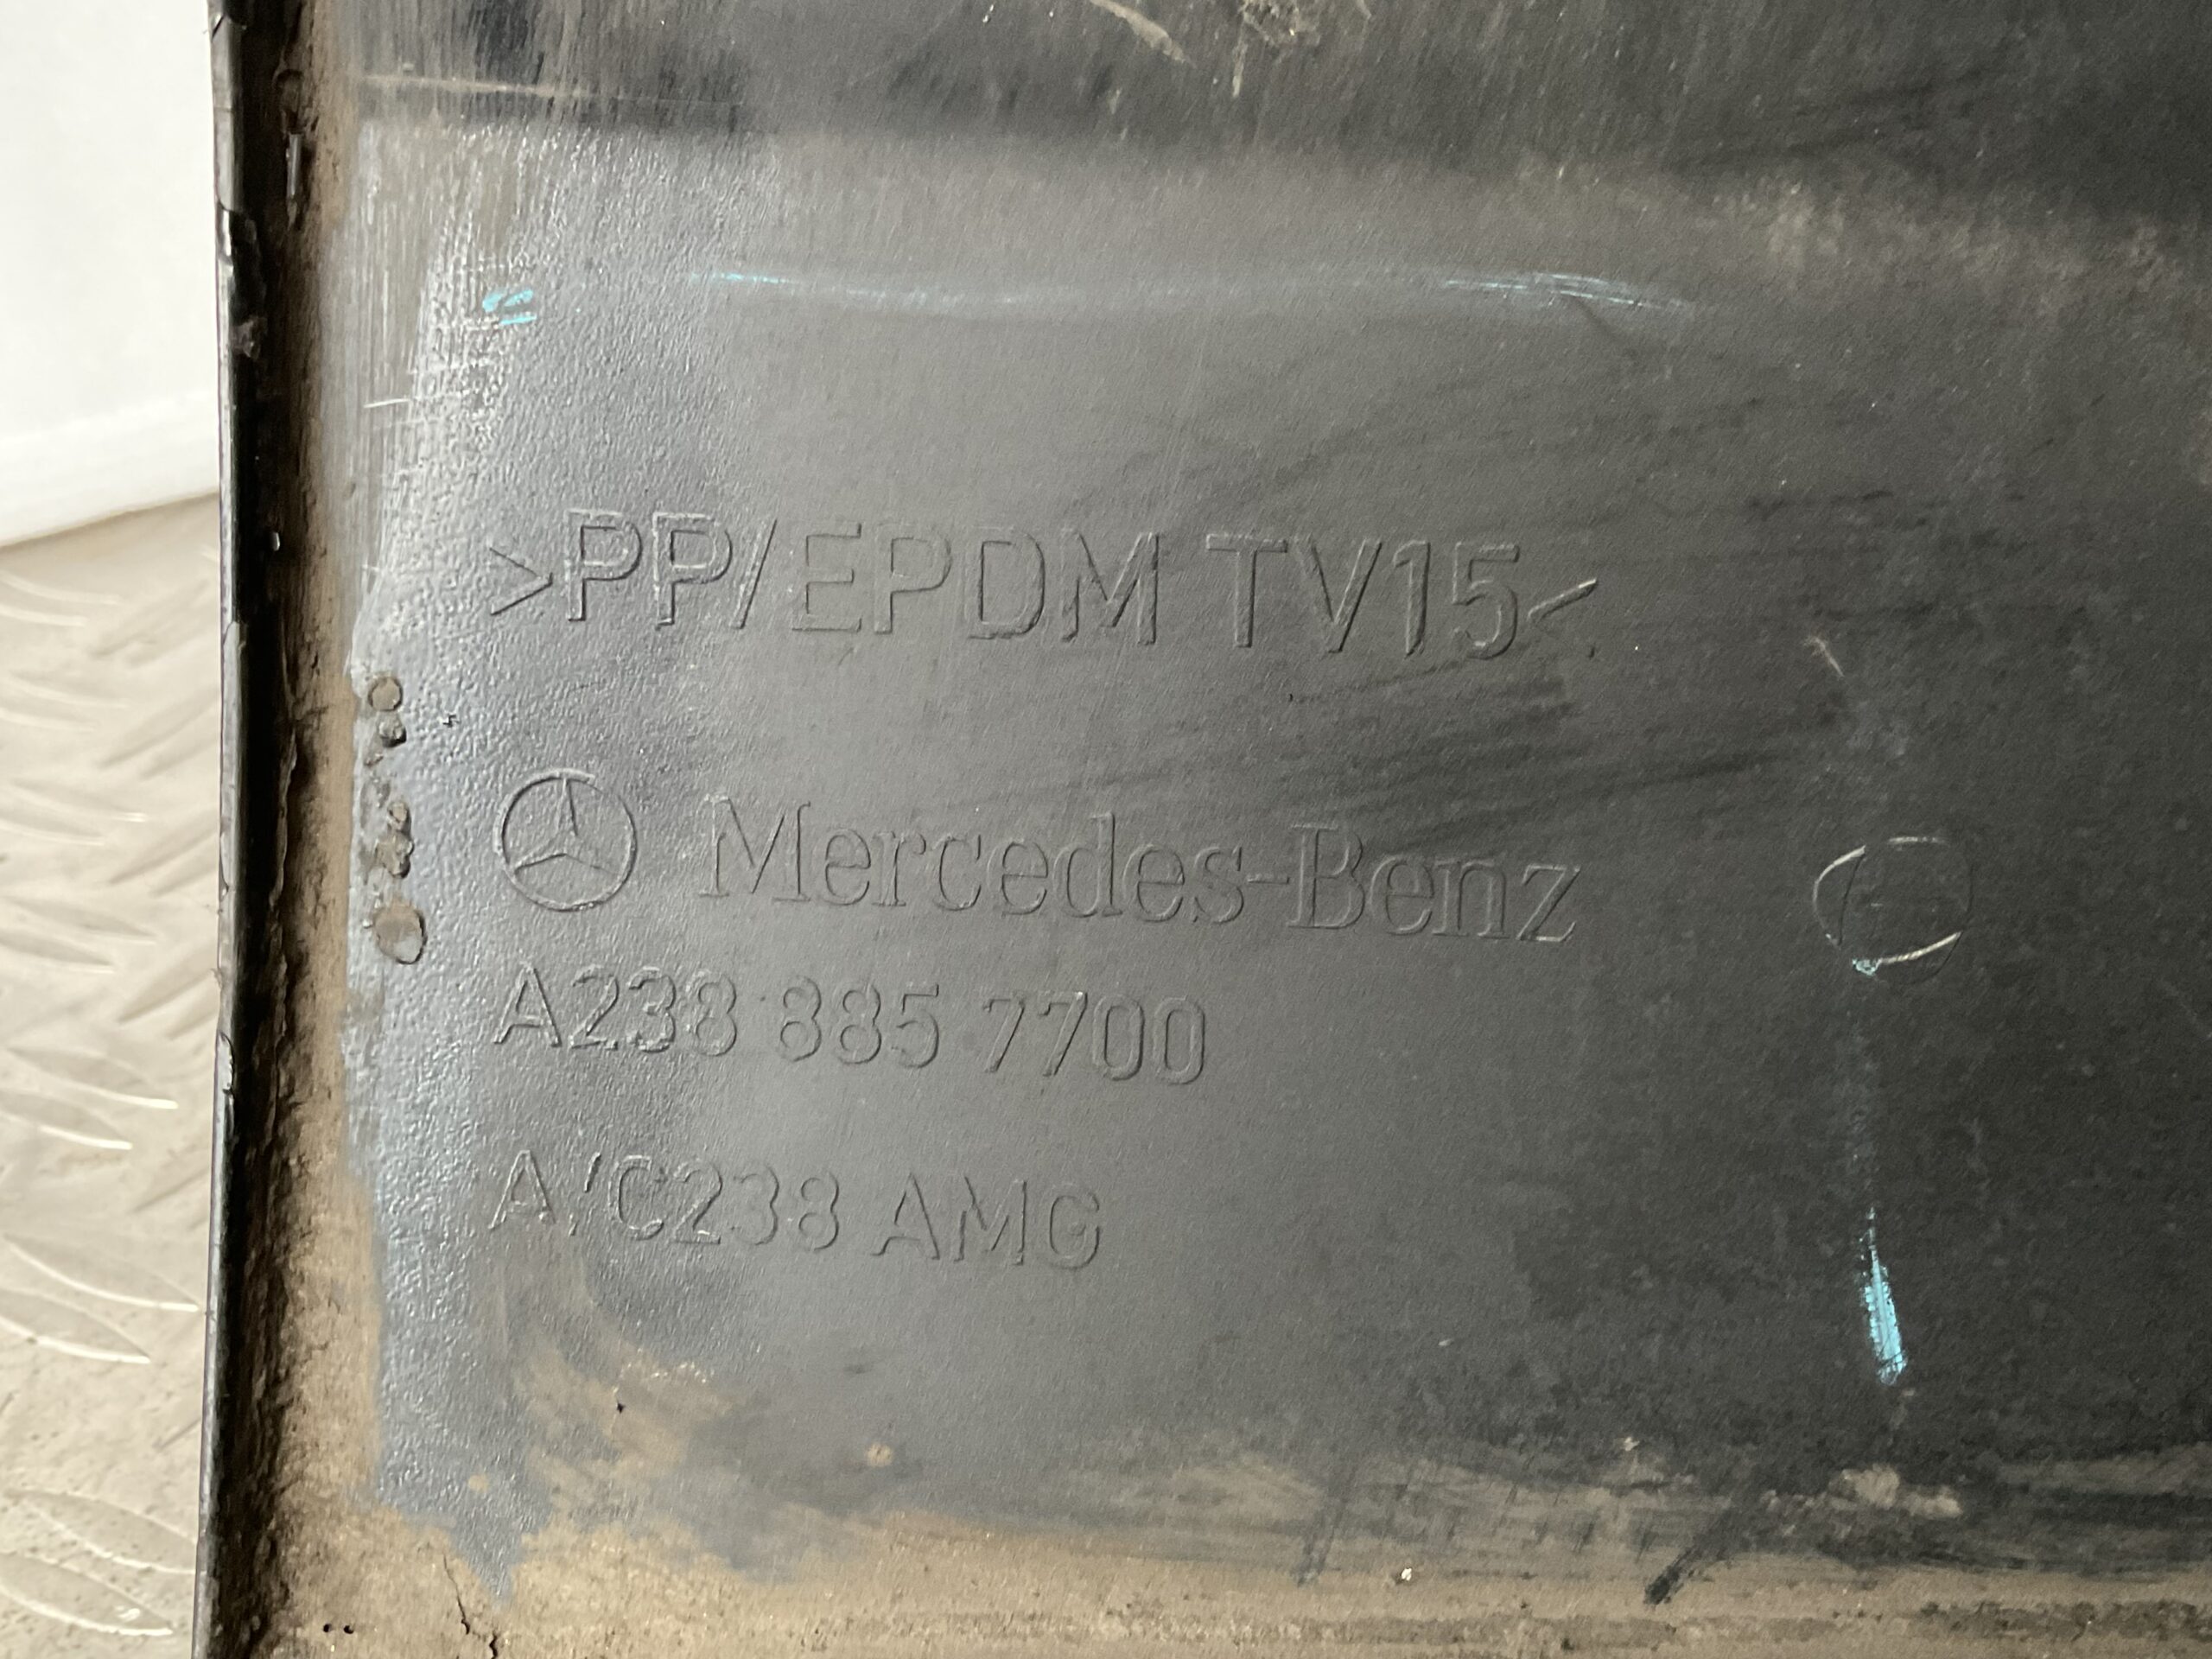 >PP/EPDM TV15<
Mercedes-Benz
A238 885 7700
A/C238 AMG